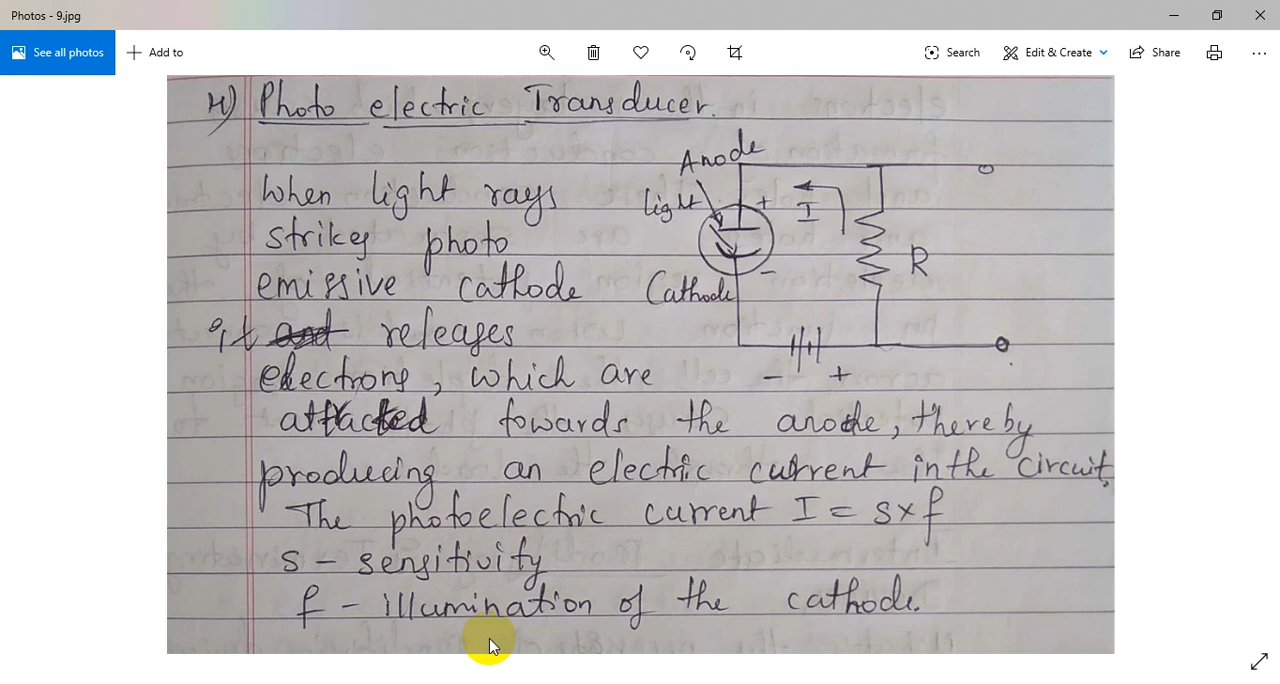 Photos - 9.jpg
See all photos
Add to
Search
Edit & Create
Share
4) Photo electric Transducer.
When light rays
strikes photo
emissive cathode
it and releases
electrons, which are
attracted towards the anode, thereby
producing an electric current in the circuit.
The photoelectric current I = s×f
s - sensitivity
f - illumination of the cathode.
Anode
light
+
I
R
-
Cathode
- +